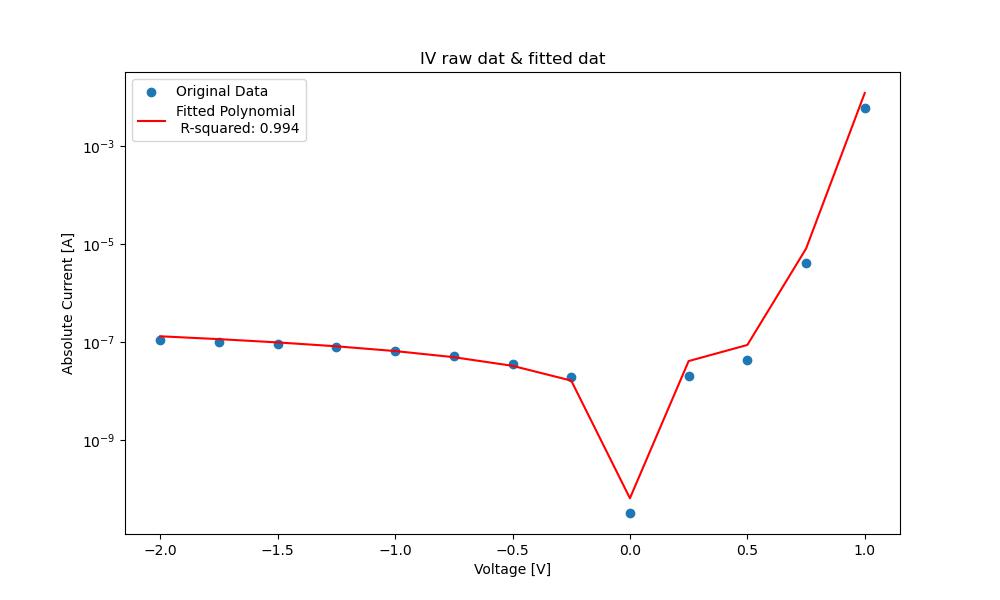 IV raw dat & fitted dat
Original Data
Fitted Polynomial
R-squared: 0.994
Absolute Current [A]
10⁻³
10⁻⁵
10⁻⁷
10⁻⁹
−2.0 −1.5 −1.0 −0.5 0.0 0.5 1.0
Voltage [V]